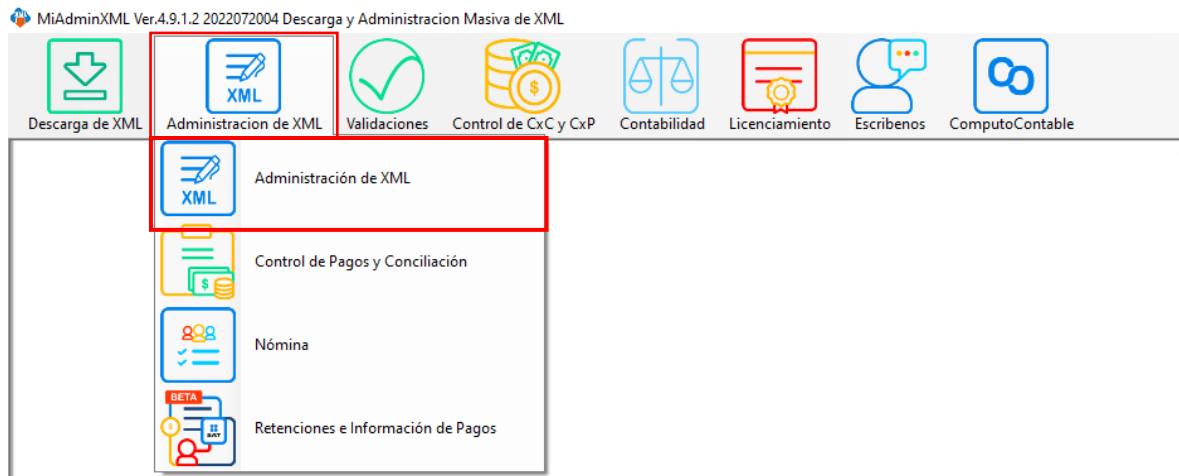 MiAdminXML Ver.4.9.1.2 2022072004 Descarga y Administracion Masiva de XML
XML
Descarga de XML Administracion de XML Validaciones Control de CxC y CxP Contabilidad Licenciamiento Escribenos ComputoContable
XML Administración de XML
Control de Pagos y Conciliación
Nómina
BETA
SAT
Retenciones e Información de Pagos